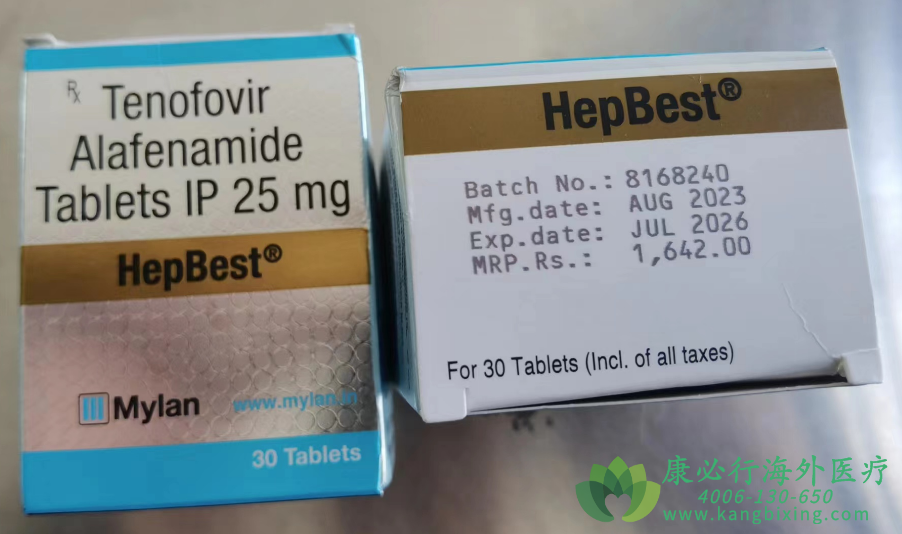 Rx
Tenofovir
Alafenamide
Tablets IP 25 mg
HepBest®
Mylan
www.mylan.in
30 Tablets
HepBest®
Batch No.: 8168240
Mfg.date: AUG 2023
Exp.date: JUL 2026
MRP.Rs.: 1,642.00
For 30 Tablets (Incl. of all taxes)
康必行海外医疗
4006-130-650
www.kangbixing.com